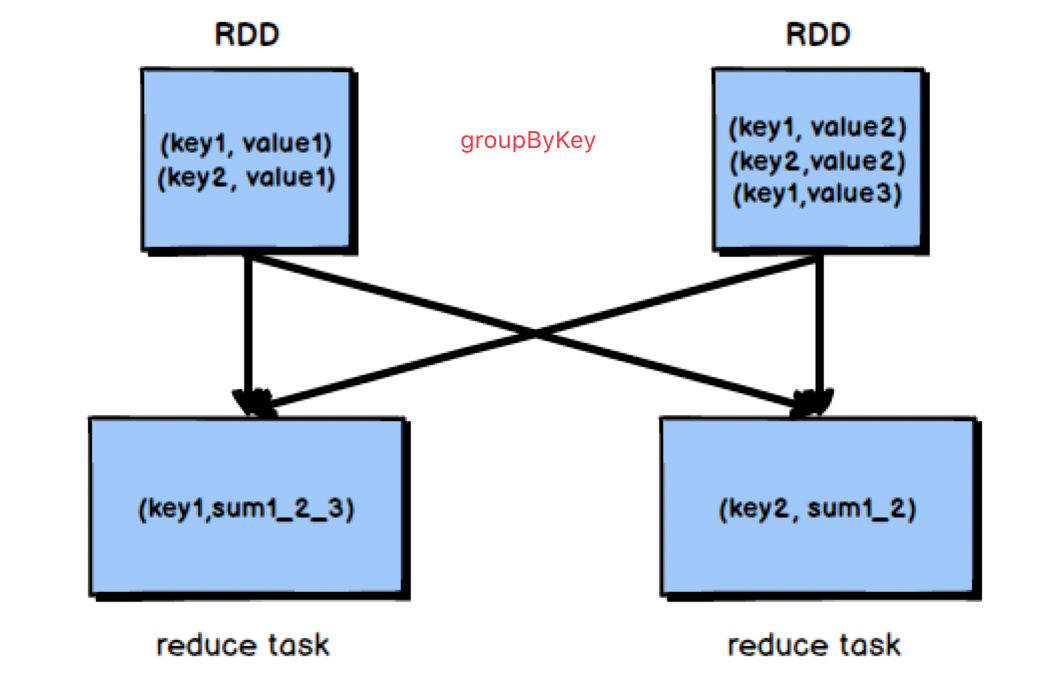 RDD
RDD
(key1, value1)
(key2, value1)
groupByKey
(key1, value2)
(key2,value2)
(key1,value3)
(key1,sum1_2_3)
(key2, sum1_2)
reduce task
reduce task